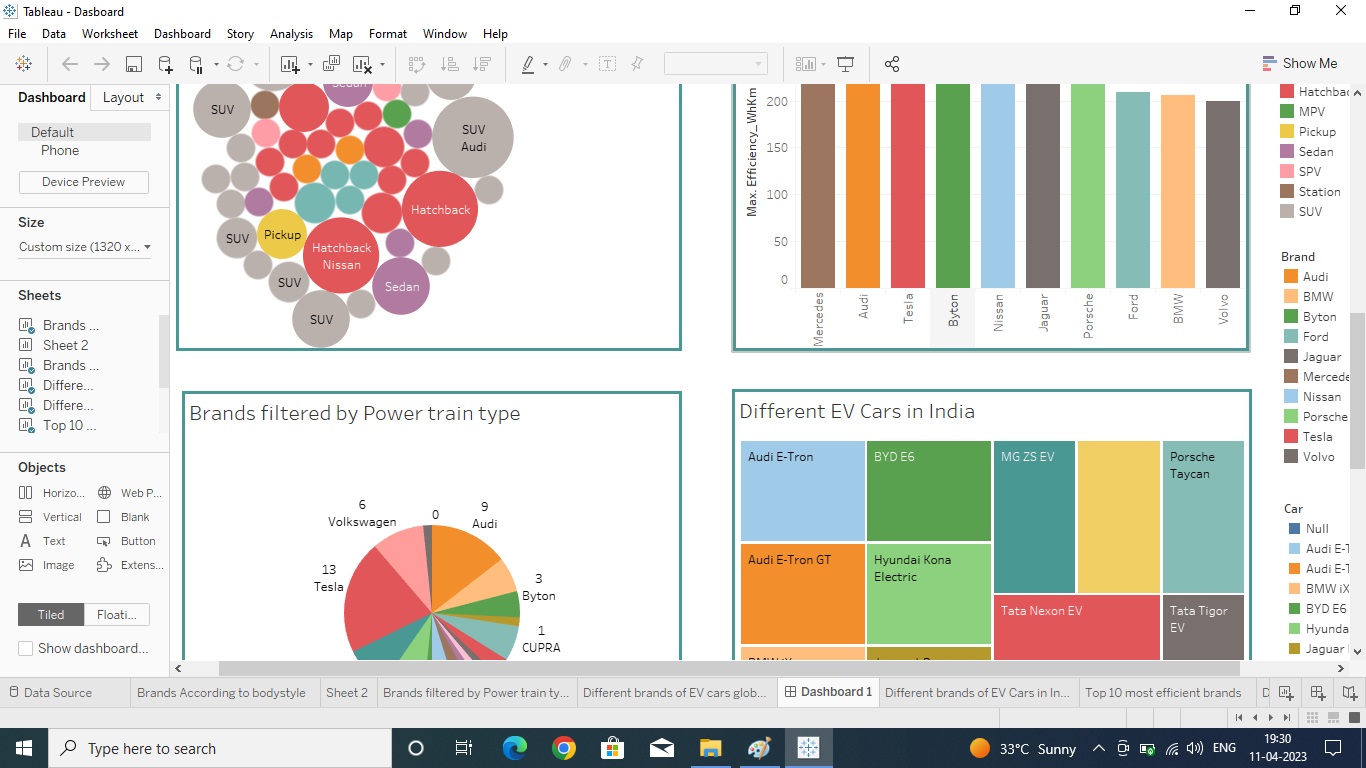 Tableau - Dasboard
File Data Worksheet Dashboard Story Analysis Map Format Window Help
Show Me
Dashboard Layout
Default
Phone
Device Preview
Size
Custom size (1320 x...
Sheets
Brands ...
Sheet 2
Brands ...
Differe...
Differe...
Top 10 ...
Objects
Horizo... Web P...
Vertical Blank
A Text Button
Image Extens...
Tiled Floati...
Show dashboard...
Sedan
SUV
SUV
Audi
Hatchback
SUV
Pickup
Hatchback
Nissan
SUV
Sedan
SUV
Max. Efficiency_WhKm
200
150
100
50
0
Mercedes
Audi
Tesla
Byton
Nissan
Jaguar
Porsche
Ford
BMW
Volvo
Hatchbac
MPV
Pickup
Sedan
SPV
Station
SUV
Brand
Audi
BMW
Byton
Ford
Jaguar
Mercede
Nissan
Porsche
Tesla
Volvo
Car
Null
Audi E-T
Audi E-T
BMW iX
BYD E6
Hyunda
Jaguar
Brands filtered by Power train type
6
Volkswagen
0
9
Audi
13
Tesla
3
Byton
1
CUPRA
Different EV Cars in India
Audi E-Tron
BYD E6
MG ZS EV
Porsche
Taycan
Audi E-Tron GT
Hyundai Kona
Electric
Tata Nexon EV
Tata Tigor
EV
Data Source Brands According to bodystyle Sheet 2 Brands filtered by Power train ty... Different brands of EV cars glob... Dashboard 1 Different brands of EV Cars in In... Top 10 most efficient brands D
Type here to search
33°C Sunny
ENG
19:30
11-04-2023